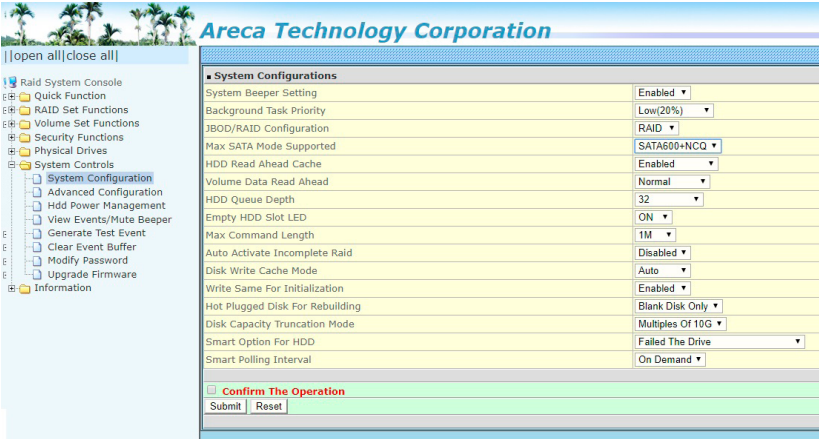 Areca Technology Corporation
||open all|close all|
Raid System Console
Quick Function
RAID Set Functions
Volume Set Functions
Security Functions
Physical Drives
System Controls
System Configuration
Advanced Configuration
Hdd Power Management
View Events/Mute Beeper
Generate Test Event
Clear Event Buffer
Modify Password
Upgrade Firmware
Information
System Configurations
System Beeper Setting Enabled
Background Task Priority Low(20%)
JBOD/RAID Configuration RAID
Max SATA Mode Supported SATA600+NCQ
HDD Read Ahead Cache Enabled
Volume Data Read Ahead Normal
HDD Queue Depth 32
Empty HDD Slot LED ON
Max Command Length 1M
Auto Activate Incomplete Raid Disabled
Disk Write Cache Mode Auto
Write Same For Initialization Enabled
Hot Plugged Disk For Rebuilding Blank Disk Only
Disk Capacity Truncation Mode Multiples Of 10G
Smart Option For HDD Failed The Drive
Smart Polling Interval On Demand
Confirm The Operation
Submit Reset